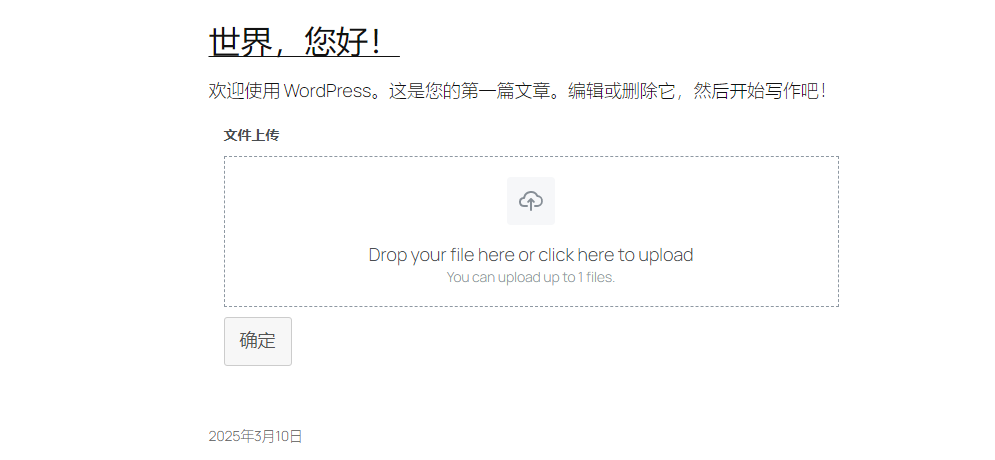 世界，您好！
欢迎使用 WordPress。这是您的第一篇文章。编辑或删除它，然后开始写作吧！
文件上传
Drop your file here or click here to upload
You can upload up to 1 files.
确定
2025年3月10日